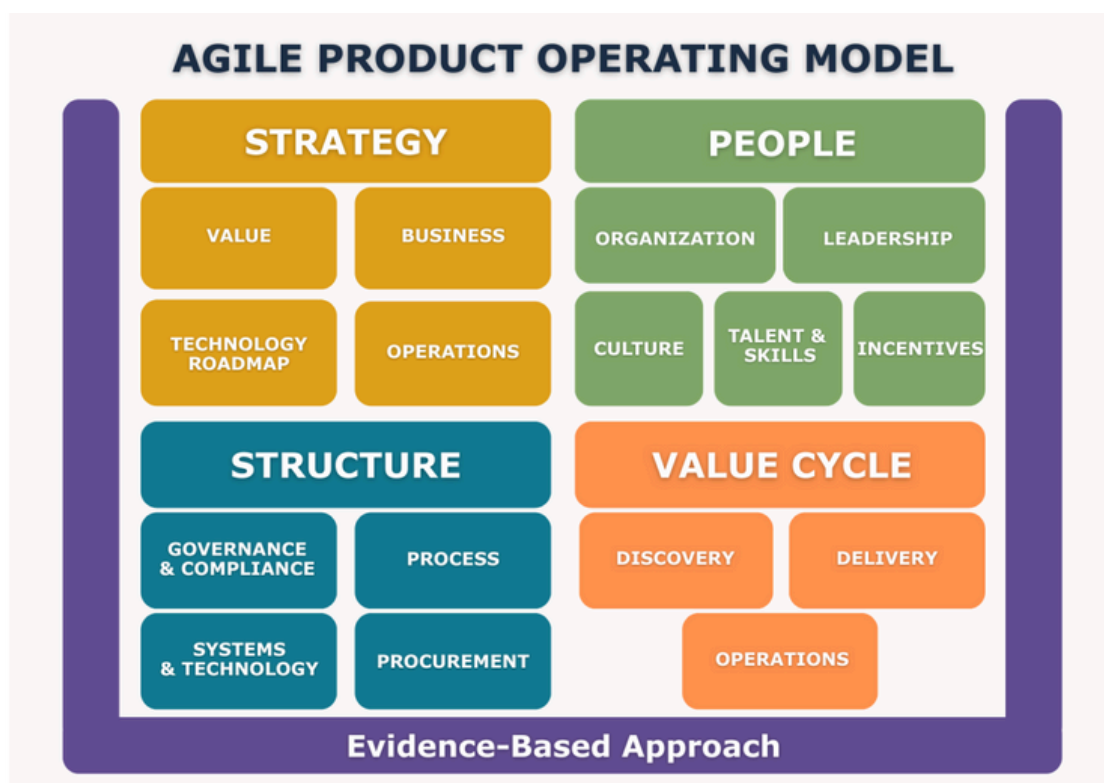 AGILE PRODUCT OPERATING MODEL
STRATEGY
VALUE
BUSINESS
TECHNOLOGY
ROADMAP
OPERATIONS
PEOPLE
ORGANIZATION
LEADERSHIP
CULTURE
TALENT &
SKILLS
INCENTIVES
STRUCTURE
GOVERNANCE
& COMPLIANCE
PROCESS
SYSTEMS
& TECHNOLOGY
PROCUREMENT
VALUE CYCLE
DISCOVERY
DELIVERY
OPERATIONS
Evidence-Based Approach